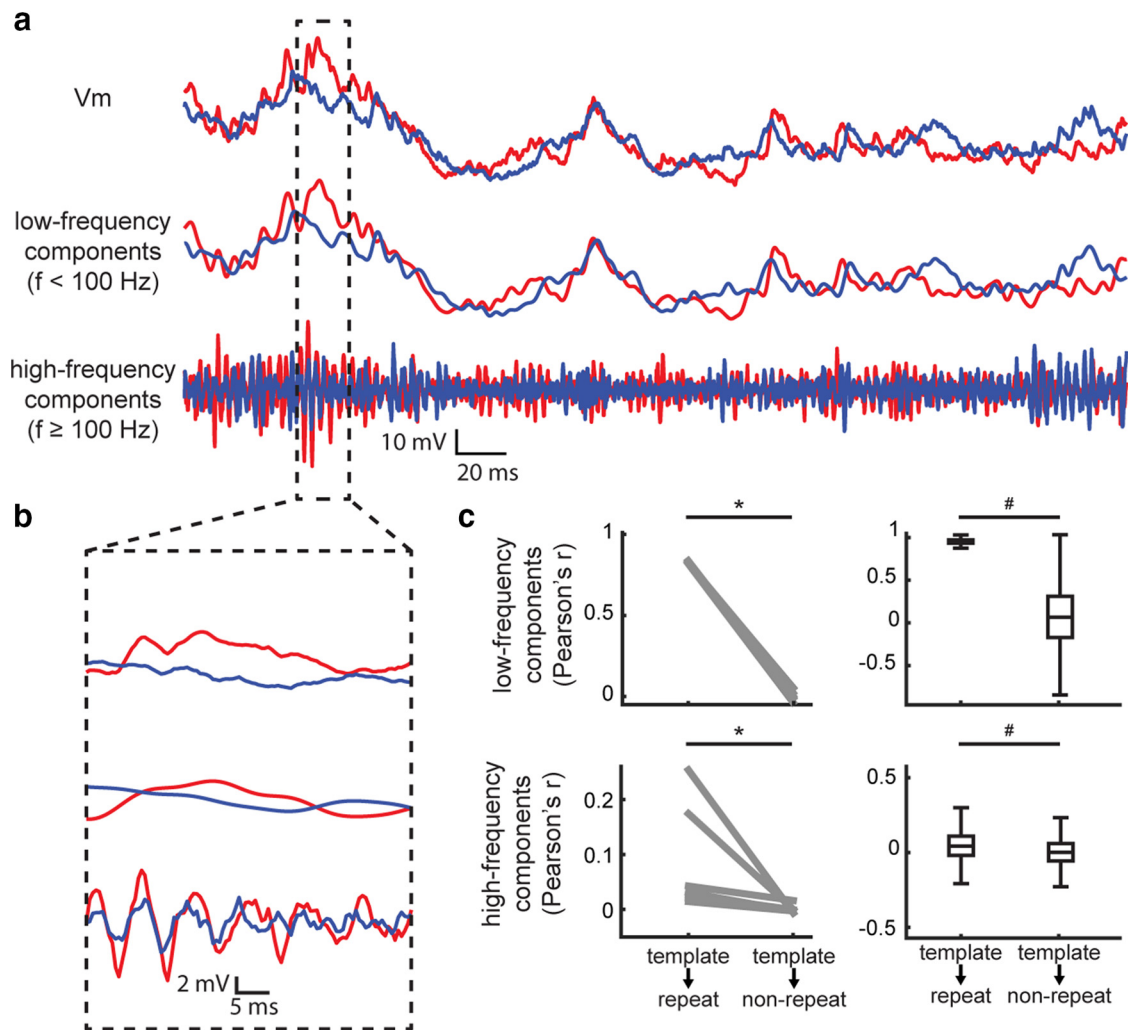 a
Vm
low-frequency
components
(f < 100 Hz)
high-frequency
components
(f ≥ 100 Hz)
10 mV
20 ms
b
2 mV
5 ms
c
low-frequency
components
(Pearson's r)
1
0.5
0
*
1
0.5
0
-0.5
#
high-frequency
components
(Pearson's r)
0.2
0.1
0
*
template
repeat
template
non-repeat
0.5
0
-0.5
#
template
repeat
template
non-repeat